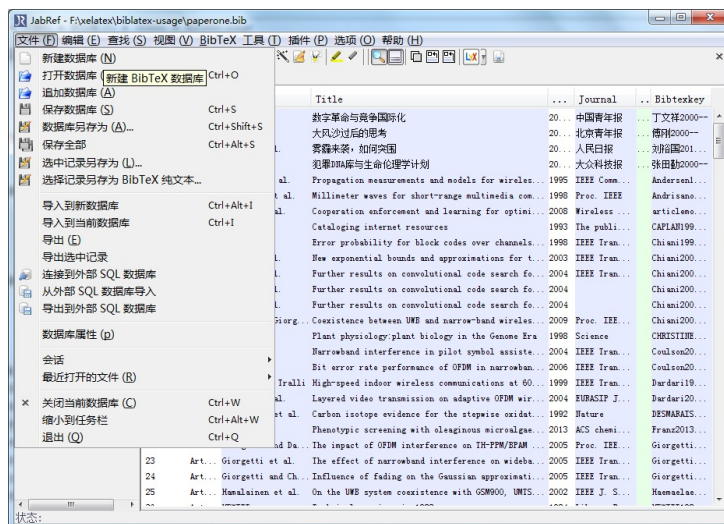 JabRef - F:\xelatex\biblatex-usage\paperone.bib
文件 (F) 编辑 (E) 查找 (S) 视图 (V) BibTeX 工具 (T) 插件 (P) 选项 (O) 帮助 (H)
新建数据库 (N)
打开数据库 Ctrl+O
新建 BibTeX 数据库
追加数据库 (A)
保存数据库 (S) Ctrl+S
数据库另存为 (A)... Ctrl+Shift+S
保存全部 Ctrl+Alt+S
选中记录另存为 (L)...
选择记录另存为 BibTeX 纯文本...
导入到新数据库 Ctrl+Alt+I
导入到当前数据库 Ctrl+I
导出 (E)
导出选中记录
连接到外部 SQL 数据库
从外部 SQL 数据库导入
导出到外部 SQL 数据库
数据库属性 (p)
会话
最近打开的文件 (R)
关闭当前数据库 (C) Ctrl+W
缩小到任务栏 Ctrl+Alt+W
退出 (Q) Ctrl+Q
Title ... Journal .. Bibtexkey
数字革命与竟争国际化 20... 中国青年报 ... 丁文祥2000--
大风沙过后的思考 20... 北京青年报 ... 傅刚2000--
雾霾来袭，如何突围 20... 人民日报 ... 刘裕国201...
犯罪DNA库与生命伦理学计划 20... 大众科技报 ... 张田勤2000--
al. Propagation measurements and models for wireles... 1995 IEEE Comm... Andersen1...
t al. Millimeter waves for short-range multimedia com... 1998 Proc. IEEE Andrisano...
al. Cooperation enforcement and learning for optimi... 2008 Wireless ... articlemo...
Cataloging internet resources 1993 The publi... CAPLAN199...
Error probability for block codes over channels... 1998 IEEE Tran... Chiani199...
l. New exponential bounds and approximations for t... 2003 IEEE Tran... Chiani200...
l. Further results on convolutional code search fo... 2004 IEEE Tran... Chiani200...
l. Further results on convolutional code search fo... 2004 Chiani200...
l. Further results on convolutional code search fo... 2004 Chiani200...
Giorg... Coexistence between UWB and narrow-band wireles... 2009 Proc. IEE... Chiani200...
Plant physiology:plant biology in the Genome Era 1998 Science CHRISTINE...
Narrowband interference in pilot symbol assiste... 2004 IEEE Tran... Coulson20...
Bit error rate performance of OFDM in narrowban... 2006 IEEE Tran... Coulson20...
Tralli High-speed indoor wireless communications at 60... 1999 IEEE Tran... Dardari19...
al. Layered video transmission on adaptive OFDM wir... 2004 EURASIP J... Dardari20...
et al. Carbon isotope evidence for the stepwise oxidat... 1992 Nature DESMARAIS...
Phenotypic screening with oleaginous microalgae... 2013 ACS chemi... Franz2013...
nd Da... The impact of OFDM interference on TH-PPM/BPAM ... 2005 Proc. IEE... Giorgetti...
23 Art... Giorgetti et al. The effect of narrowband interference on wideba... 2005 IEEE Tran... Giorgetti...
24 Art... Giorgetti and Ch... Influence of fading on the Gaussian approximati... 2005 IEEE Tran... Giorgetti...
25 Art... Hamalainen et al. On the UWB system coexistence with GSM900, UMTS... 2002 IEEE J. S... Haemaelae...
状态: